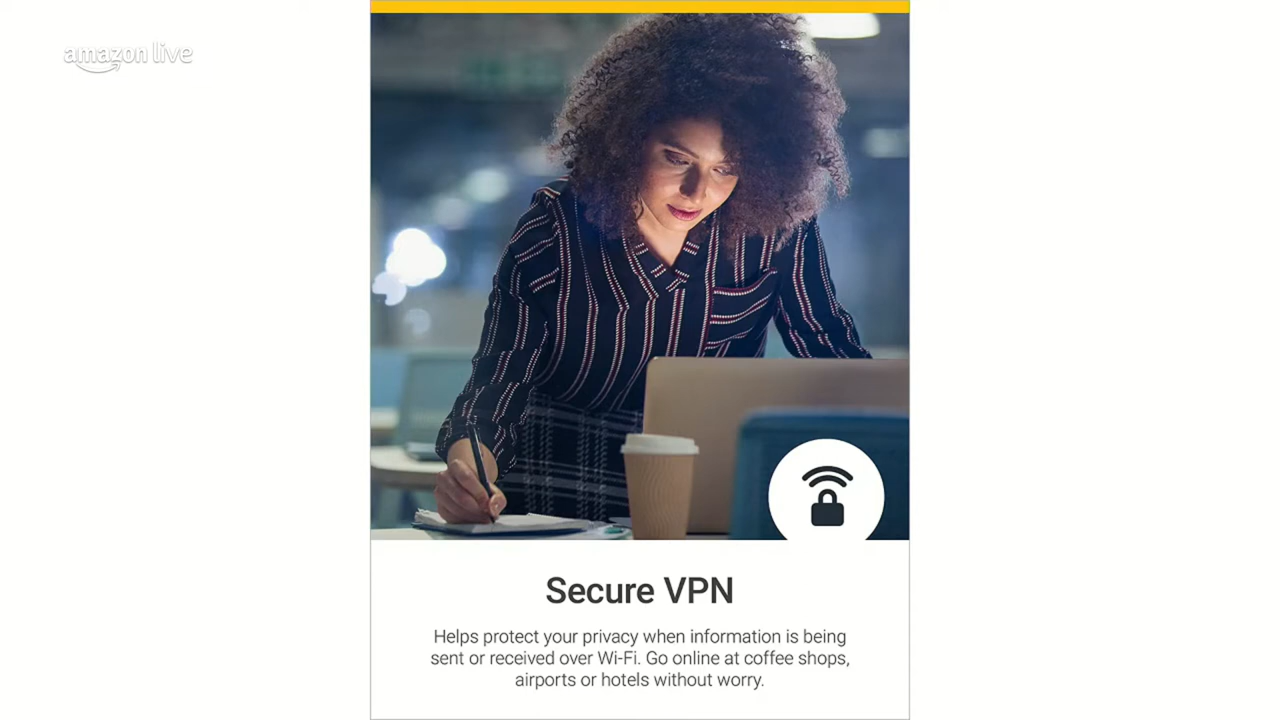 amazon live
Secure VPN
Helps protect your privacy when information is being
sent or received over Wi-Fi. Go online at coffee shops,
airports or hotels without worry.